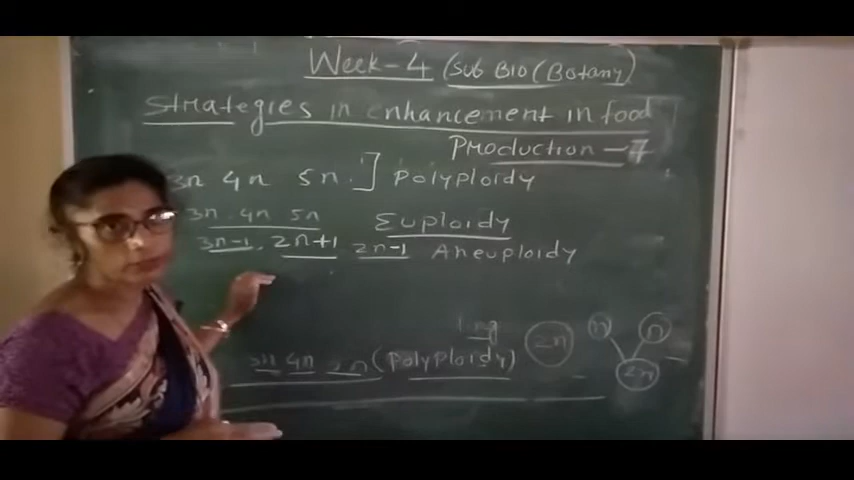 Week-4 (Sub Bio (Botany)
Strategies in enhancement in food
Production - 7
3n 4n 5n ] Polyploidy
3n 4n 5n Euploidy
3n-1, 2n+1 2n-1 Aneuploidy
3n 4n (Polyploidy)
2n
n n
2n